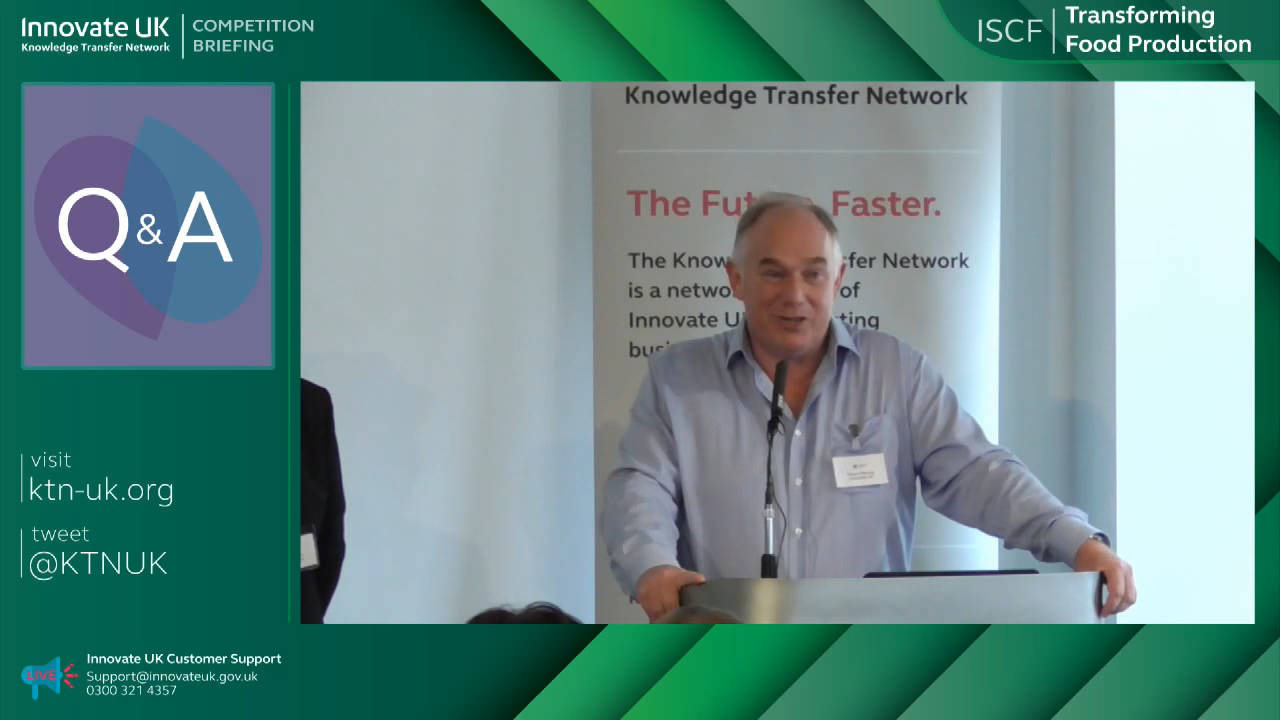 Innovate UK
Knowledge Transfer Network
COMPETITION
BRIEFING
ISCF
Transforming
Food Production
Q&A
Knowledge Transfer Network
The Fut Faster.
The Know fer Network
is a netwo of
Innovate U ting
busi
visit
ktn-uk.org
tweet
@KTNUK
LIVE
Innovate UK Customer Support
Support@innovateuk.gov.uk
0300 321 4357